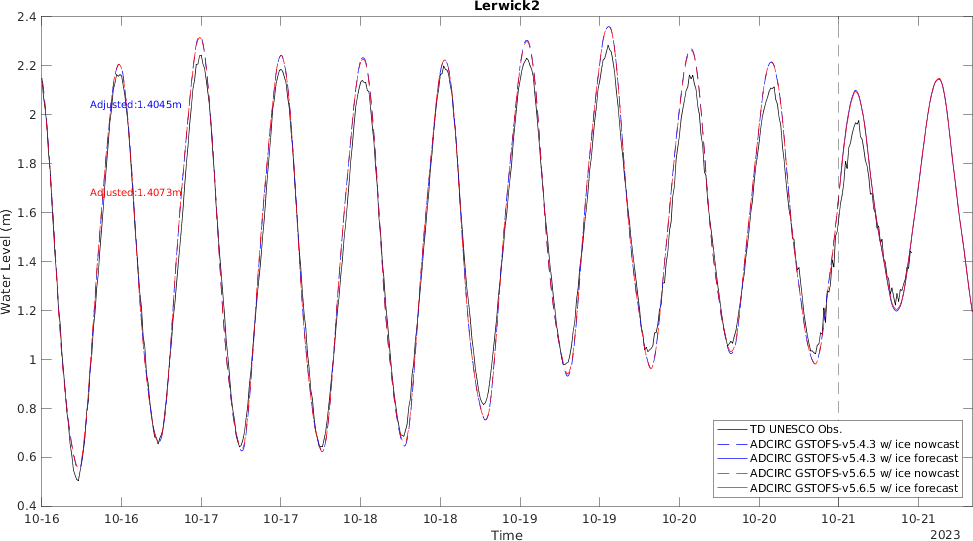 Lerwick2
2.4
2.2
2
1.8
1.6
1.4
1.2
1
0.8
0.6
0.4
Water Level (m)
Adjusted:1.4045m
Adjusted:1.4073m
TD UNESCO Obs.
ADCIRC GSTOFS-v5.4.3 w/ ice nowcast
ADCIRC GSTOFS-v5.4.3 w/ ice forecast
ADCIRC GSTOFS-v5.6.5 w/ ice nowcast
ADCIRC GSTOFS-v5.6.5 w/ ice forecast
10-16 10-16 10-17 10-17 10-18 10-18 10-19 10-19 10-20 10-20 10-21 10-21
2023
Time